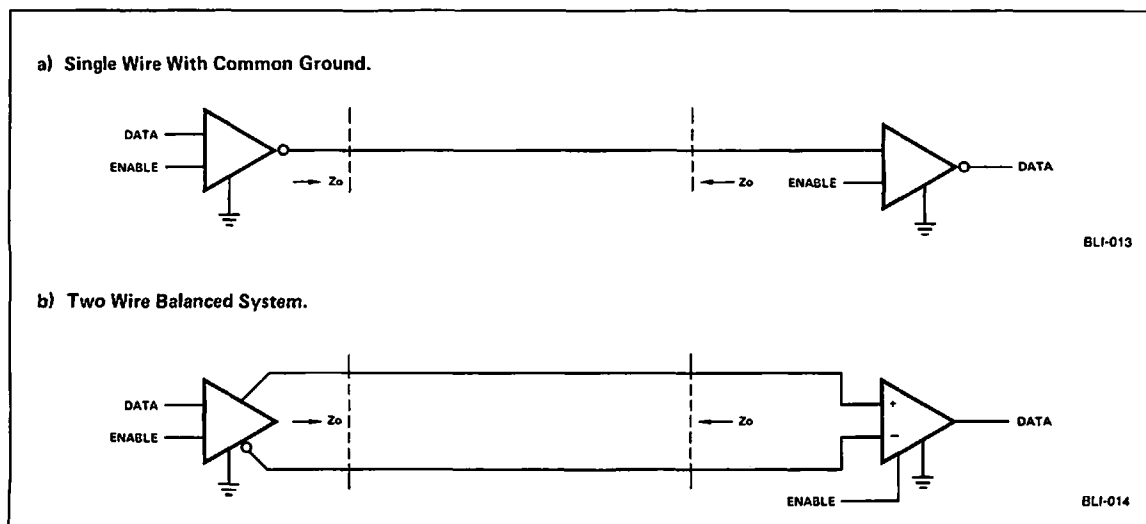 a) Single Wire With Common Ground.
DATA
ENABLE
Zo
Zo
ENABLE
DATA
BLI-013
b) Two Wire Balanced System.
DATA
ENABLE
Zo
Zo
+
−
DATA
ENABLE
BLI-014